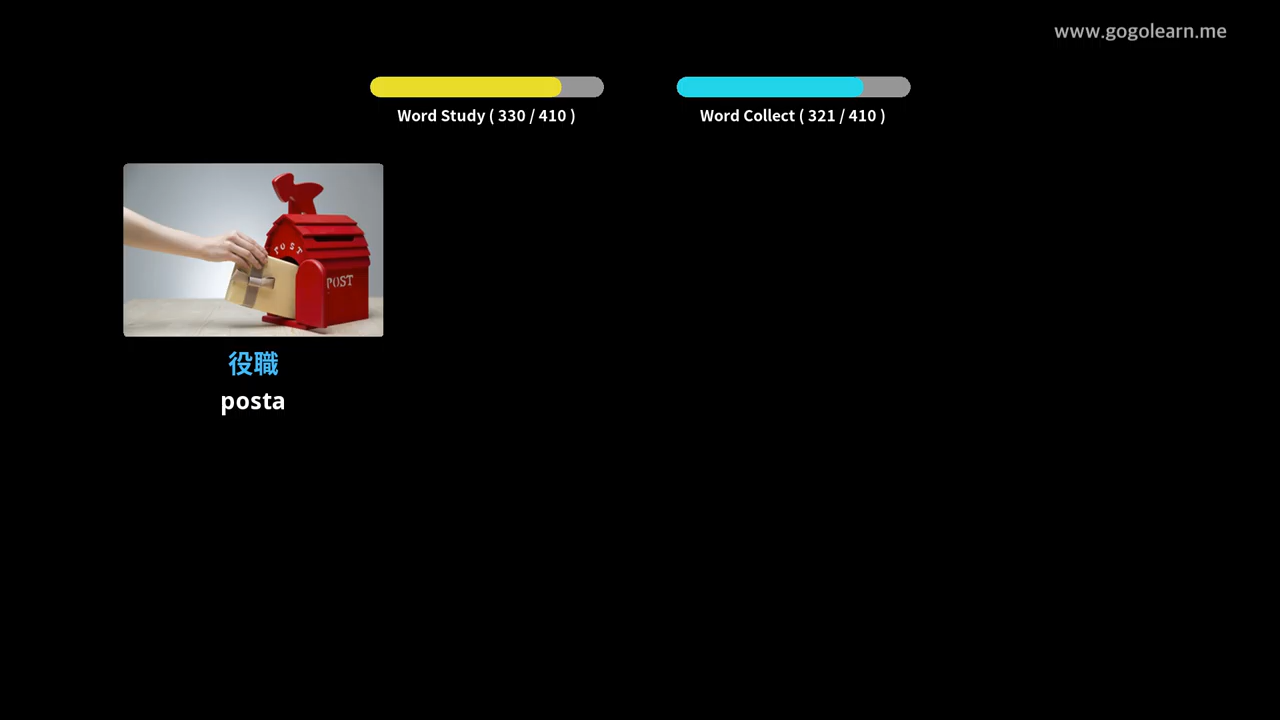 www.gogolearn.me
Word Study ( 330 / 410 )
Word Collect ( 321 / 410 )
POST
POST
役職
posta